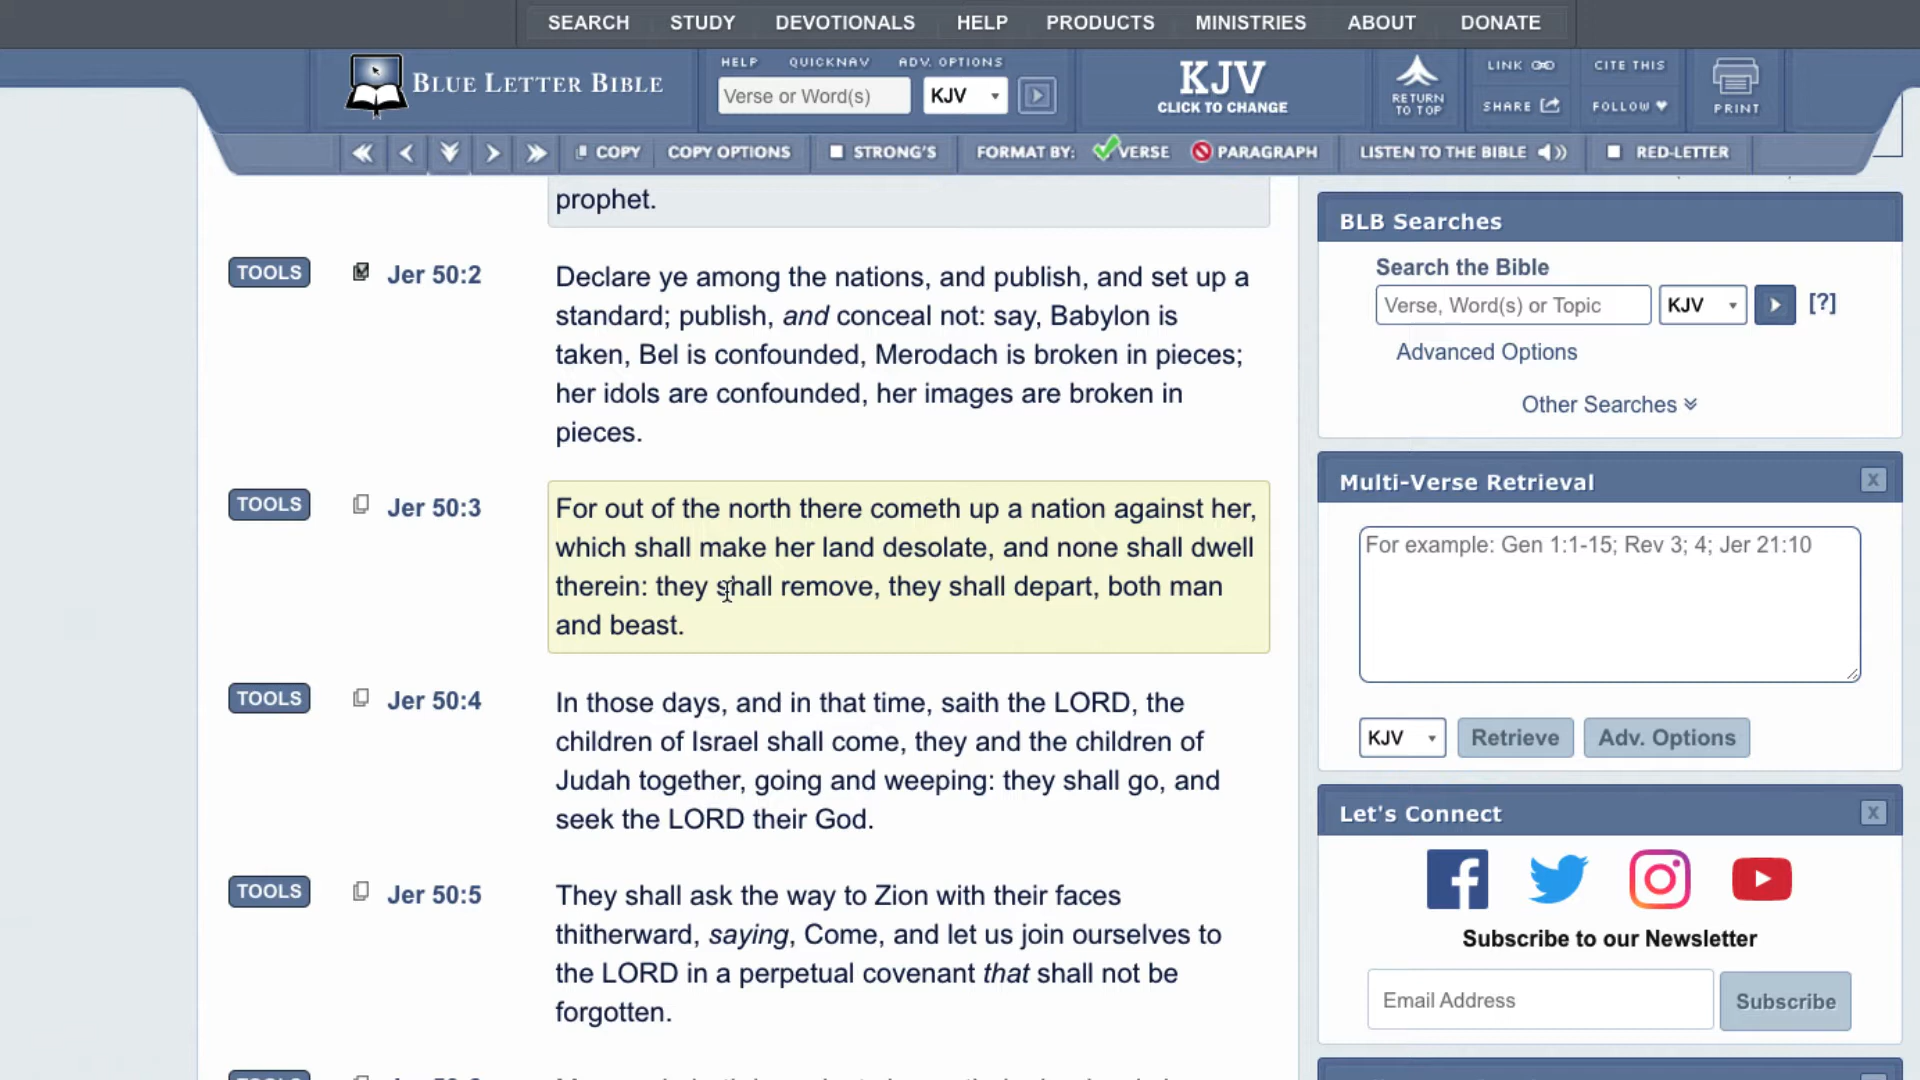 SEARCH STUDY DEVOTIONALS HELP PRODUCTS MINISTRIES ABOUT DONATE
BLUE LETTER BIBLE
HELP QUICKNAV ADV. OPTIONS
Verse or Word(s) KJV
KJV
CLICK TO CHANGE
RETURN
TO TOP
LINK
SHARE
CITE THIS
FOLLOW
PRINT
COPY COPY OPTIONS STRONG'S FORMAT BY: VERSE PARAGRAPH LISTEN TO THE BIBLE RED-LETTER
prophet.
TOOLS Jer 50:2
Declare ye among the nations, and publish, and set up a
standard; publish, and conceal not: say, Babylon is
taken, Bel is confounded, Merodach is broken in pieces;
her idols are confounded, her images are broken in
pieces.
TOOLS Jer 50:3
For out of the north there cometh up a nation against her,
which shall make her land desolate, and none shall dwell
therein: they shall remove, they shall depart, both man
and beast.
TOOLS Jer 50:4
In those days, and in that time, saith the LORD, the
children of Israel shall come, they and the children of
Judah together, going and weeping: they shall go, and
seek the LORD their God.
TOOLS Jer 50:5
They shall ask the way to Zion with their faces
thitherward, saying, Come, and let us join ourselves to
the LORD in a perpetual covenant that shall not be
forgotten.
BLB Searches
Search the Bible
Verse, Word(s) or Topic KJV [?]
Advanced Options
Other Searches
Multi-Verse Retrieval X
For example: Gen 1:1-15; Rev 3; 4; Jer 21:10
KJV Retrieve Adv. Options
Let's Connect X
Subscribe to our Newsletter
Email Address Subscribe